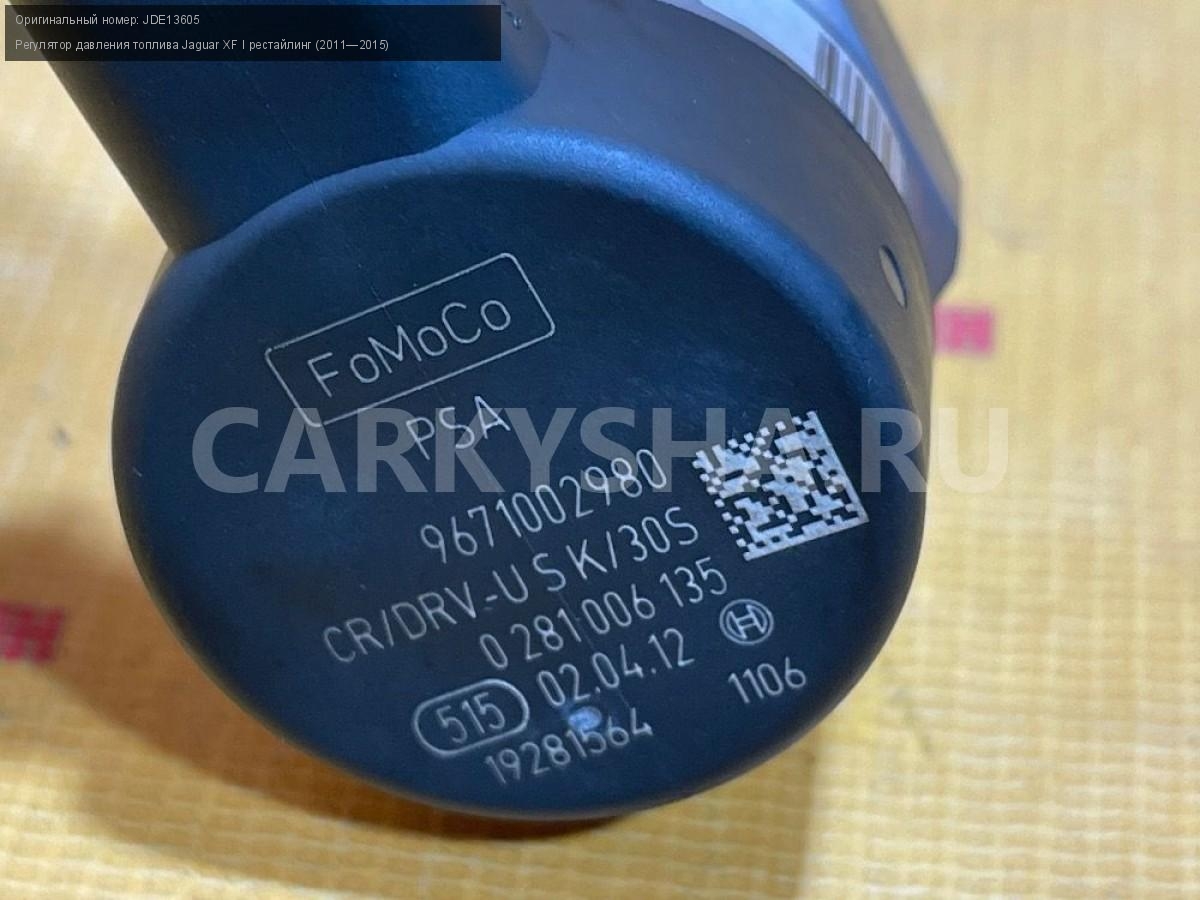 Оригинальный номер: JDE13605
Регулятор давления топлива Jaguar XF I рестайлинг (2011—2015)
FoMoCo
PSA
CARRYSHA.RU
9671002980
CR/DRV-USK/30S
0 281 006 135
515 02.04.12
1106
19281564